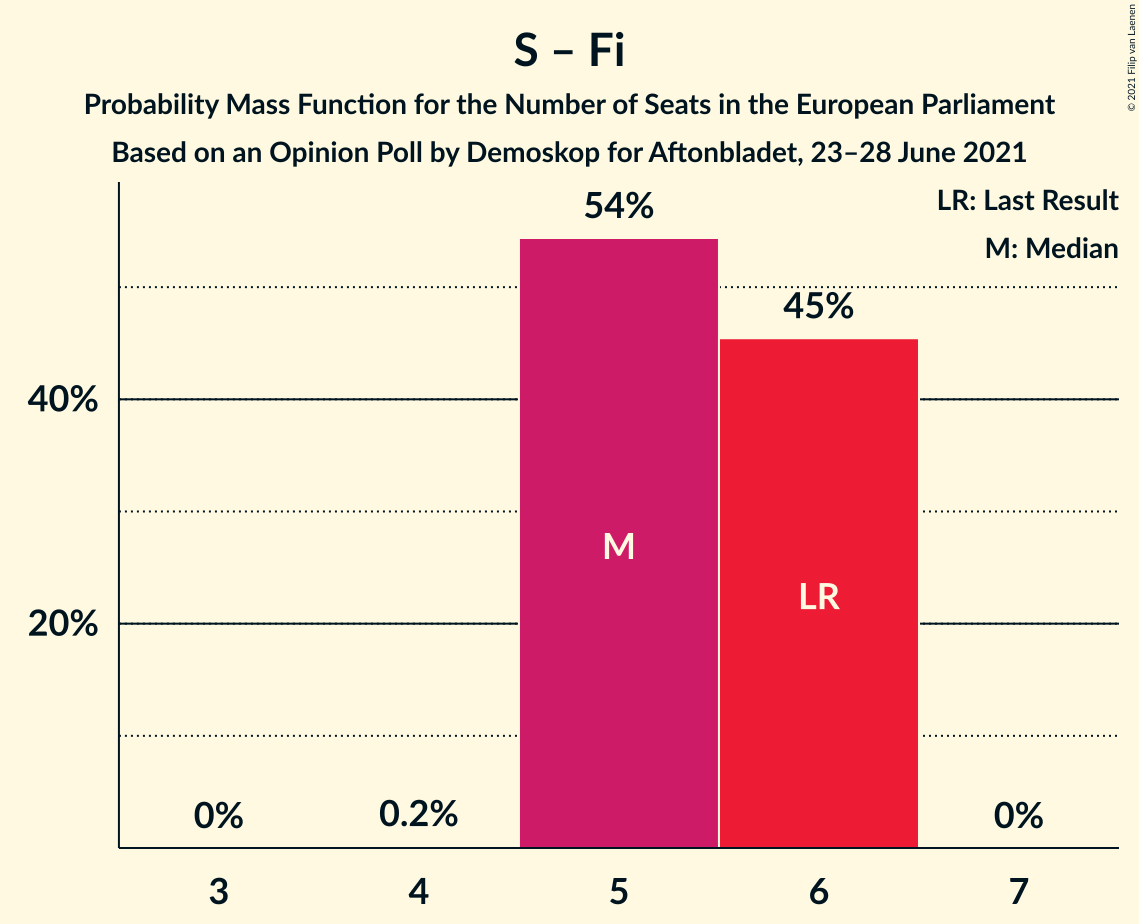 S – Fi
Probability Mass Function for the Number of Seats in the European Parliament
Based on an Opinion Poll by Demoskop for Aftonbladet, 23–28 June 2021
© 2021 Filip van Laenen
LR: Last Result
M: Median
54%
45%
40%
M
LR
20%
0%
0.2%
0%
3
4
5
6
7